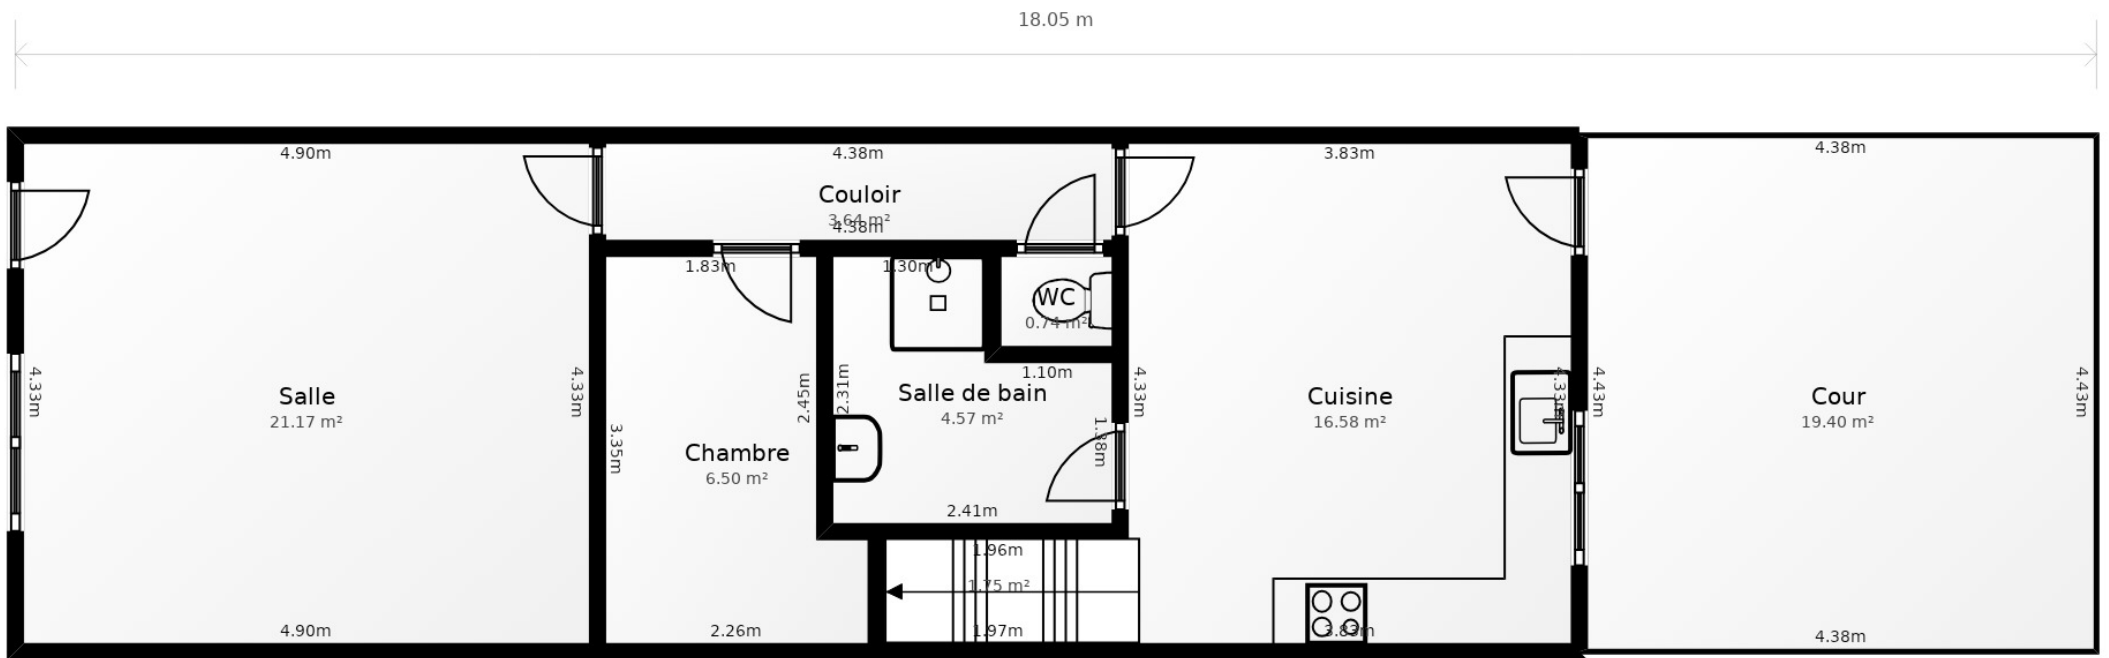 18.05 m
4.90m
4.38m
3.83m
4.38m
Couloir
3.64 m²
4.38m
1.83m
1.30m
WC
0.74 m²
1.10m
4.33m
4.33m
3.35m
2.45m
2.31m
4.33m
4.33m
4.43m
4.43m
Salle
21.17 m²
Salle de bain
4.57 m²
1.38m
Cuisine
16.58 m²
Cour
19.40 m²
Chambre
6.50 m²
2.41m
1.96m
1.75 m²
4.90m
2.26m
1.97m
3.83m
4.38m